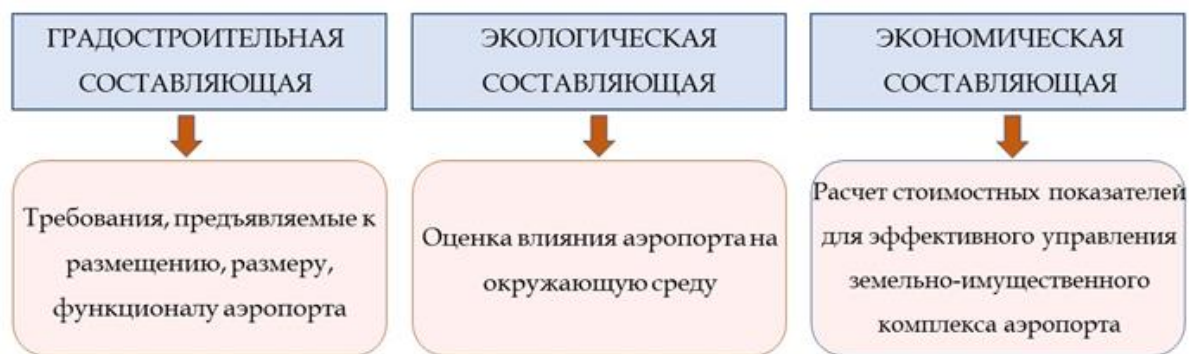 ГРАДОСТРОИТЕЛЬНАЯ
СОСТАВЛЯЮЩАЯ
ЭКОЛОГИЧЕСКАЯ
СОСТАВЛЯЮЩАЯ
ЭКОНОМИЧЕСКАЯ
СОСТАВЛЯЮЩАЯ
Требования, предъявляемые к
размещению, размеру,
функционалу аэропорта
Оценка влияния аэропорта на
окружающую среду
Расчет стоимостных показателей
для эффективного управления
земельно-имущественного
комплекса аэропорта